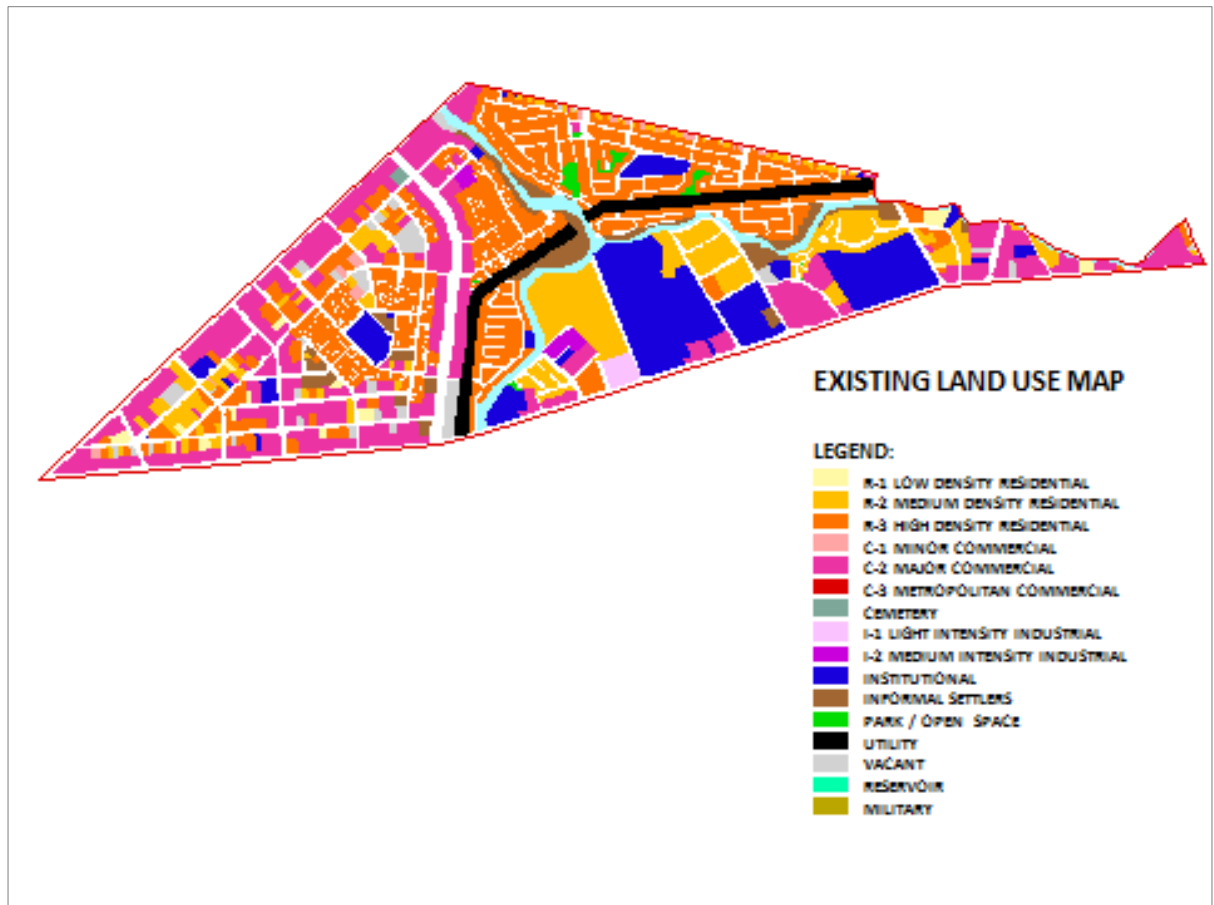 EXISTING LAND USE MAP
LEGEND:
R-1 LOW DENSITY RESIDENTIAL
R-2 MEDIUM DENSITY RESIDENTIAL
R-3 HIGH DENSITY RESIDENTIAL
C-1 MINOR COMMERCIAL
C-2 MAJOR COMMERCIAL
C-3 METROPOLITAN COMMERCIAL
CEMETERY
I-1 LIGHT INTENSITY INDUSTRIAL
I-2 MEDIUM INTENSITY INDUSTRIAL
INSTITUTIONAL
INFORMAL SETTLERS
PARK / OPEN SPACE
UTILITY
VACANT
RESERVOIR
MILITARY